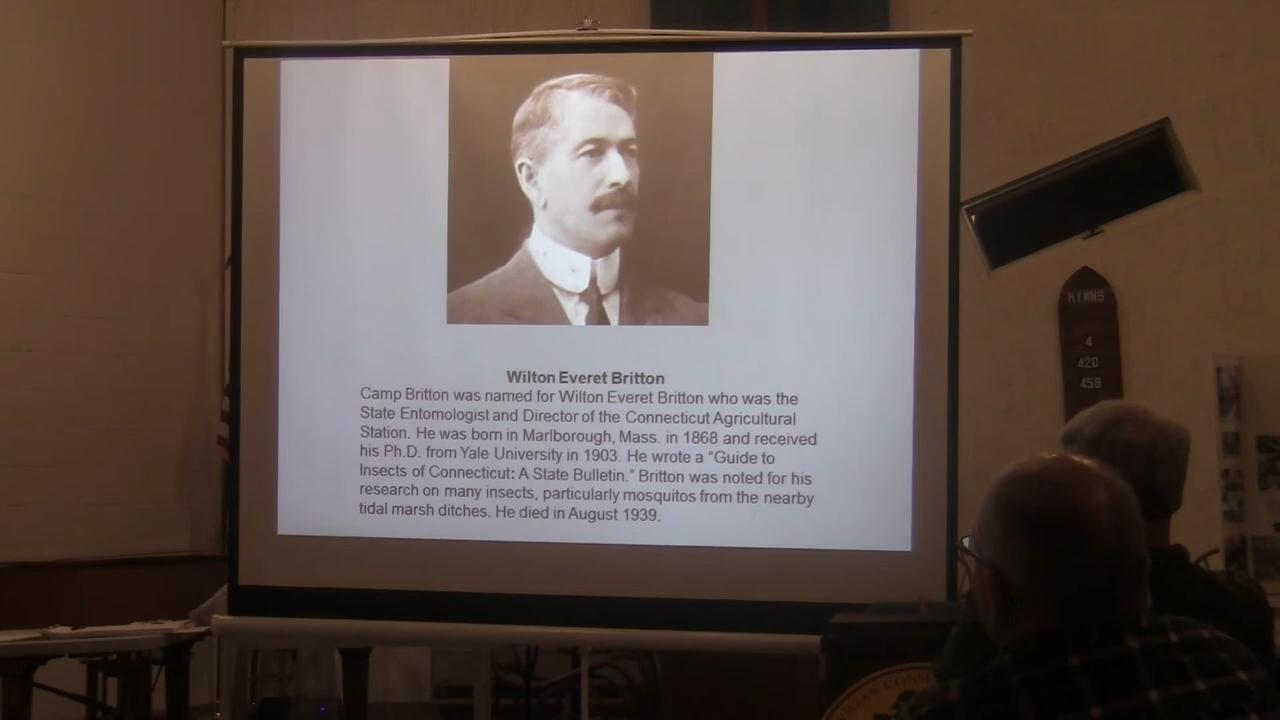 Wilton Everet Britton
Camp Britton was named for Wilton Everet Britton who was the
State Entomologist and Director of the Connecticut Agricultural
Station. He was born in Marlborough, Mass. in 1868 and received
his Ph.D. from Yale University in 1903. He wrote a “Guide to
Insects of Connecticut: A State Bulletin.” Britton was noted for his
research on many insects, particularly mosquitos from the nearby
tidal marsh ditches. He died in August 1939.
HYMNS
4
420
458